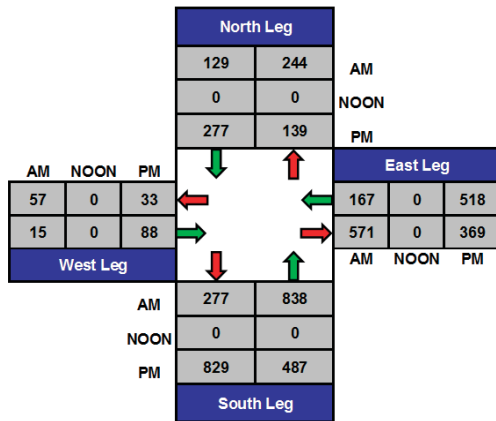 North Leg
129 244 AM
0 0 NOON
277 139 PM
AM NOON PM East Leg
57 0 33 167 0 518
15 0 88 571 0 369
West Leg AM NOON PM
AM 277 838
NOON 0 0
PM 829 487
South Leg